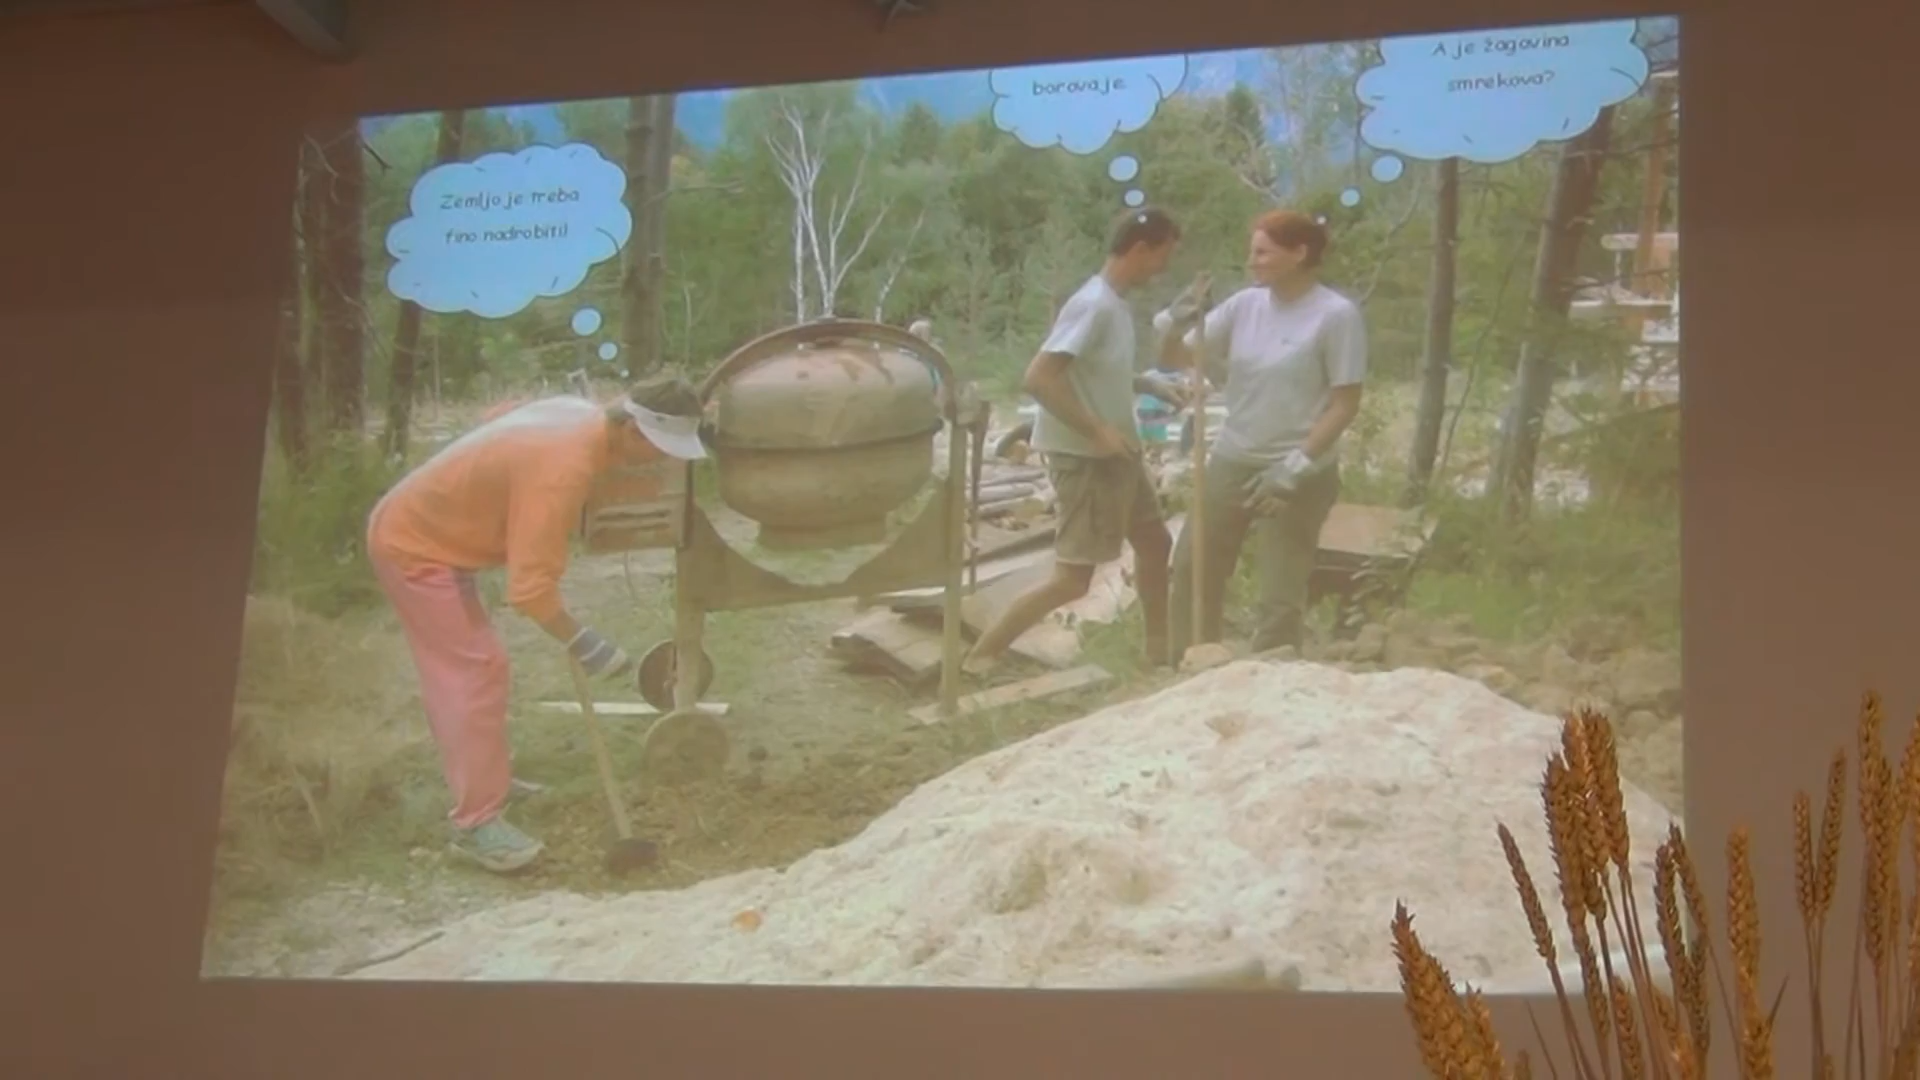 Zemljo je treba
fino nadrobiti!
borova je.
A je žagovina
smrekova?